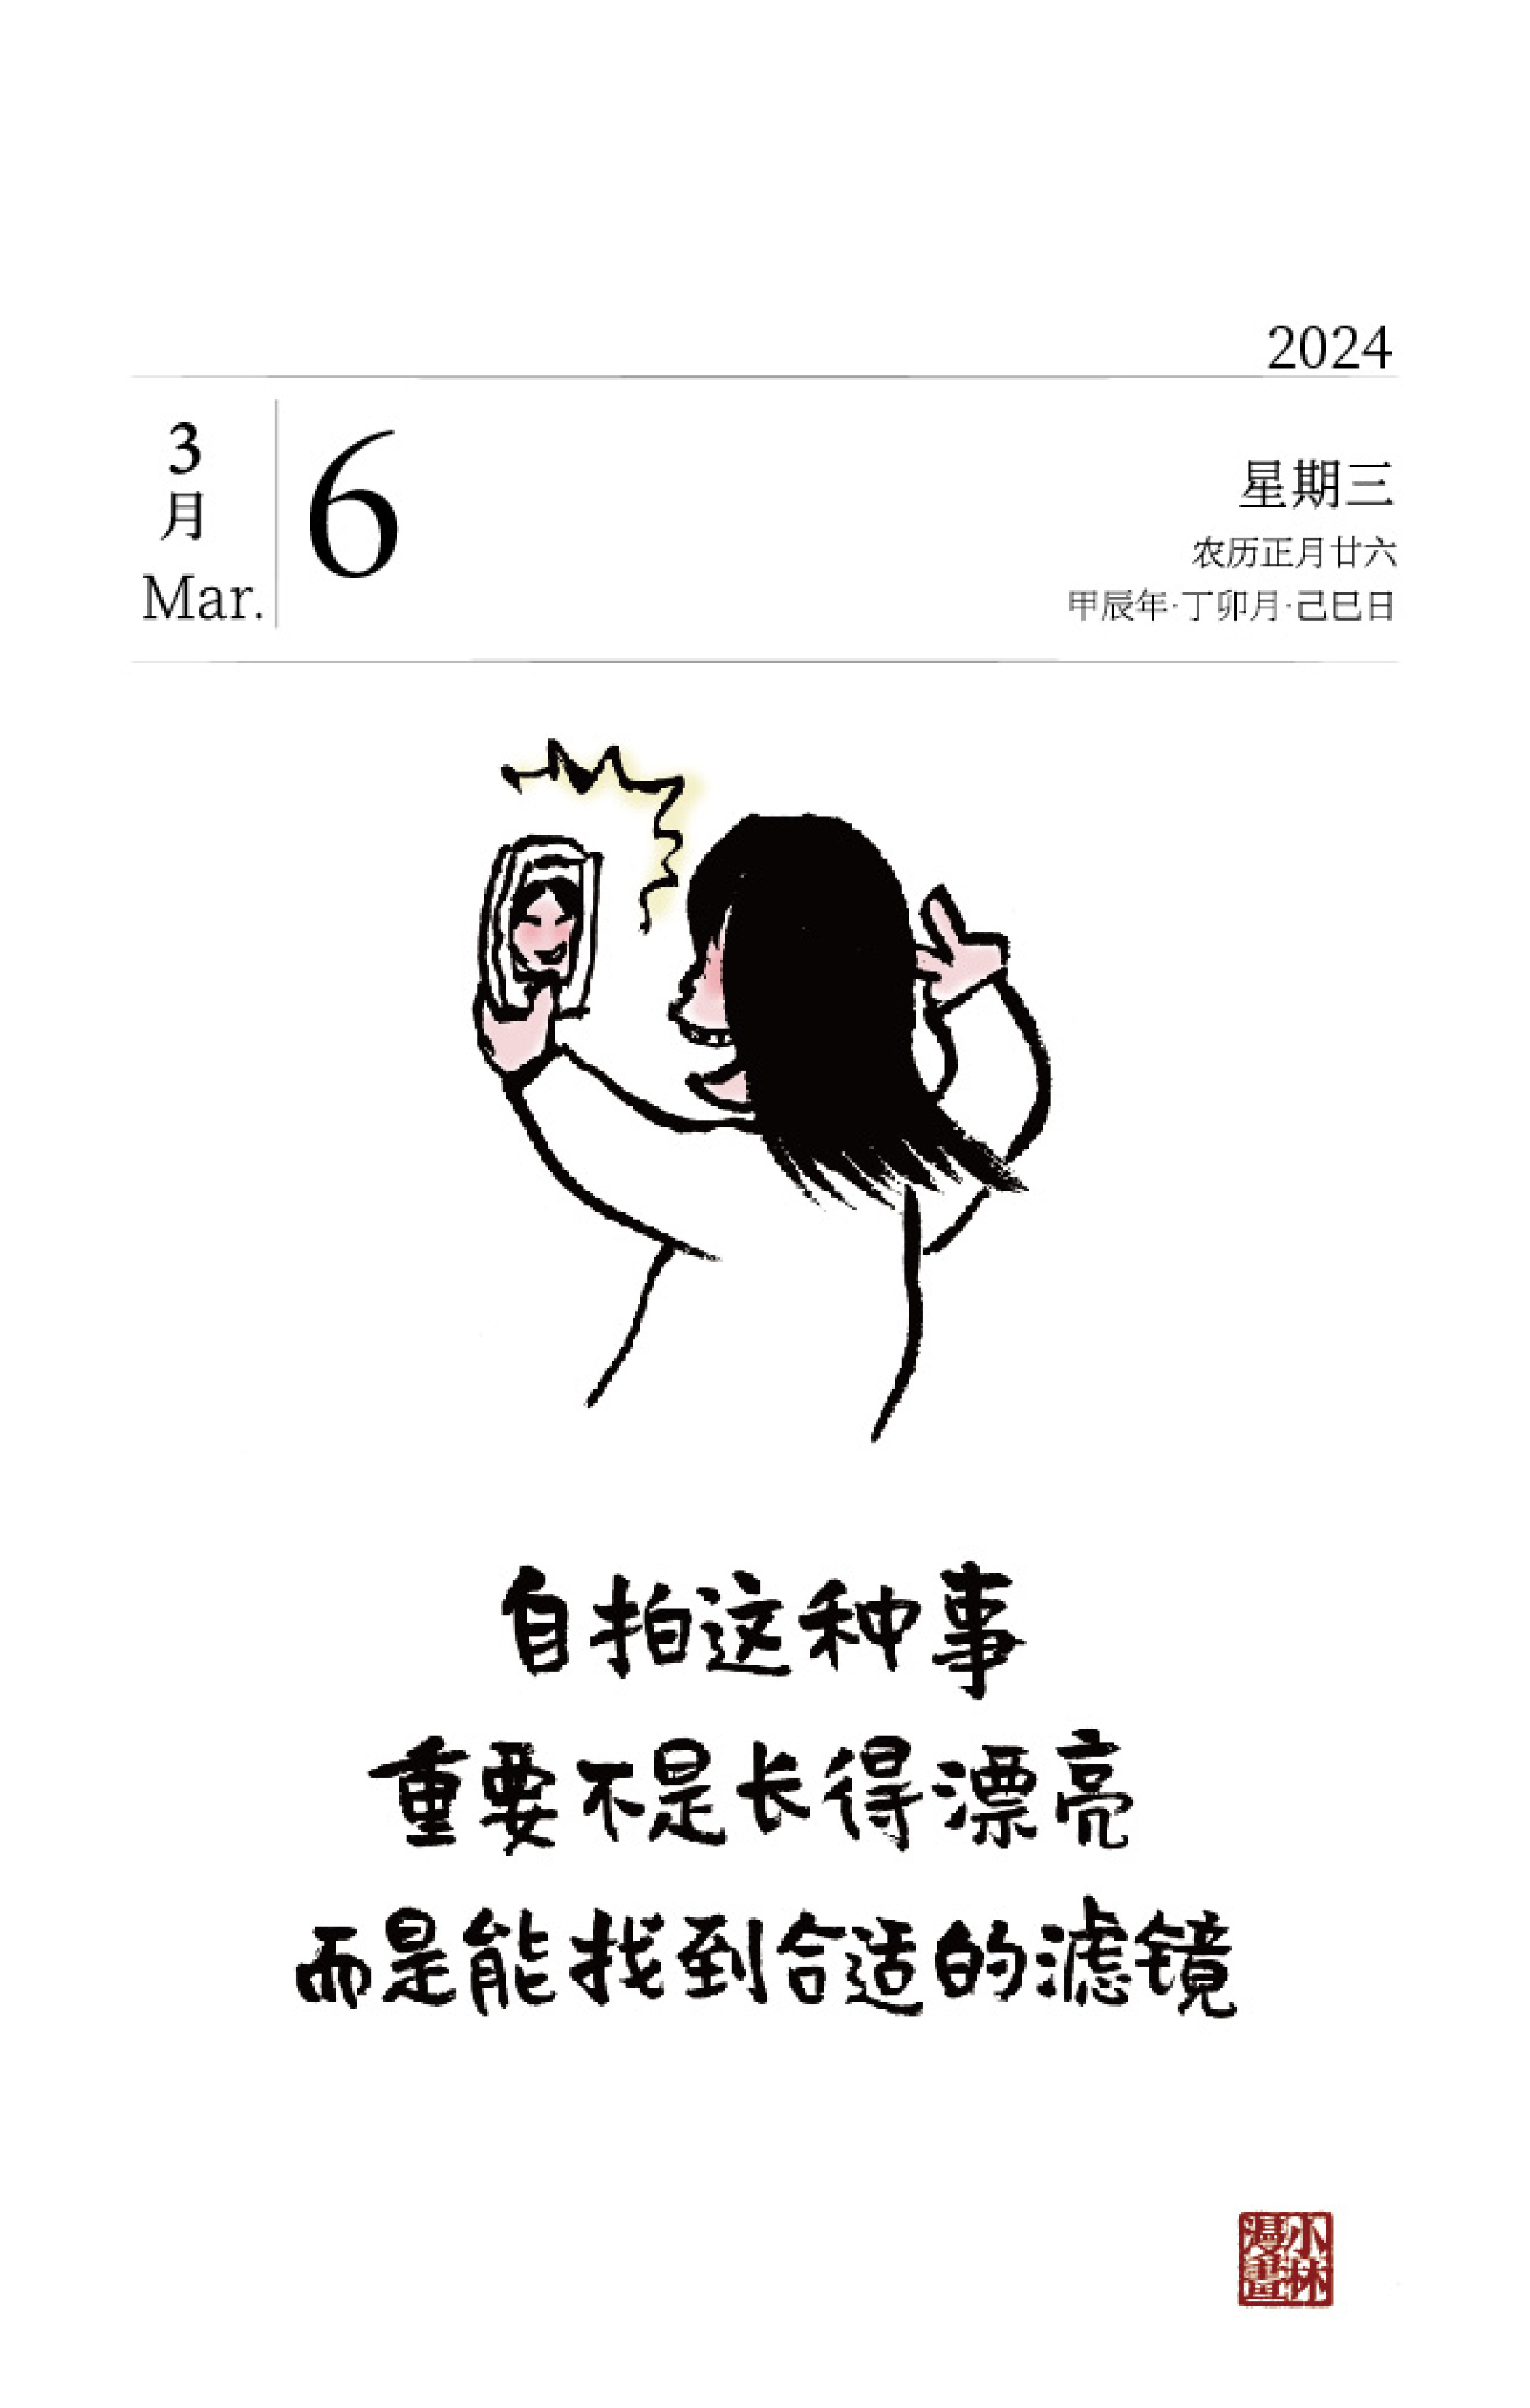 2024
3
月
Mar.
6
星期三
农历正月廿六
甲辰年·丁卯月·己巳日
自拍这种事
重要不是长得漂亮
而是能找到合适的滤镜
小林
漫畫